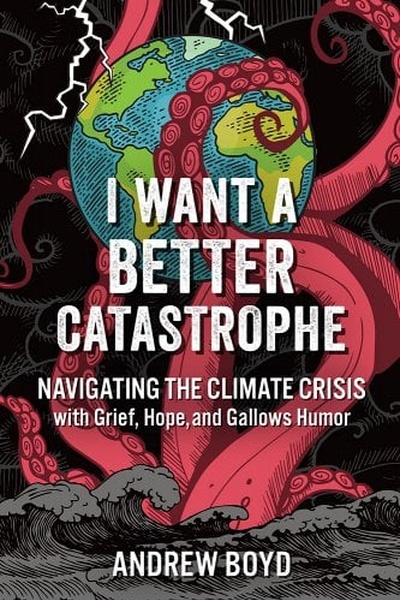 I WANT A
BETTER
CATASTROPHE
NAVIGATING THE CLIMATE CRISIS
with Grief, Hope, and Gallows Humor
ANDREW BOYD